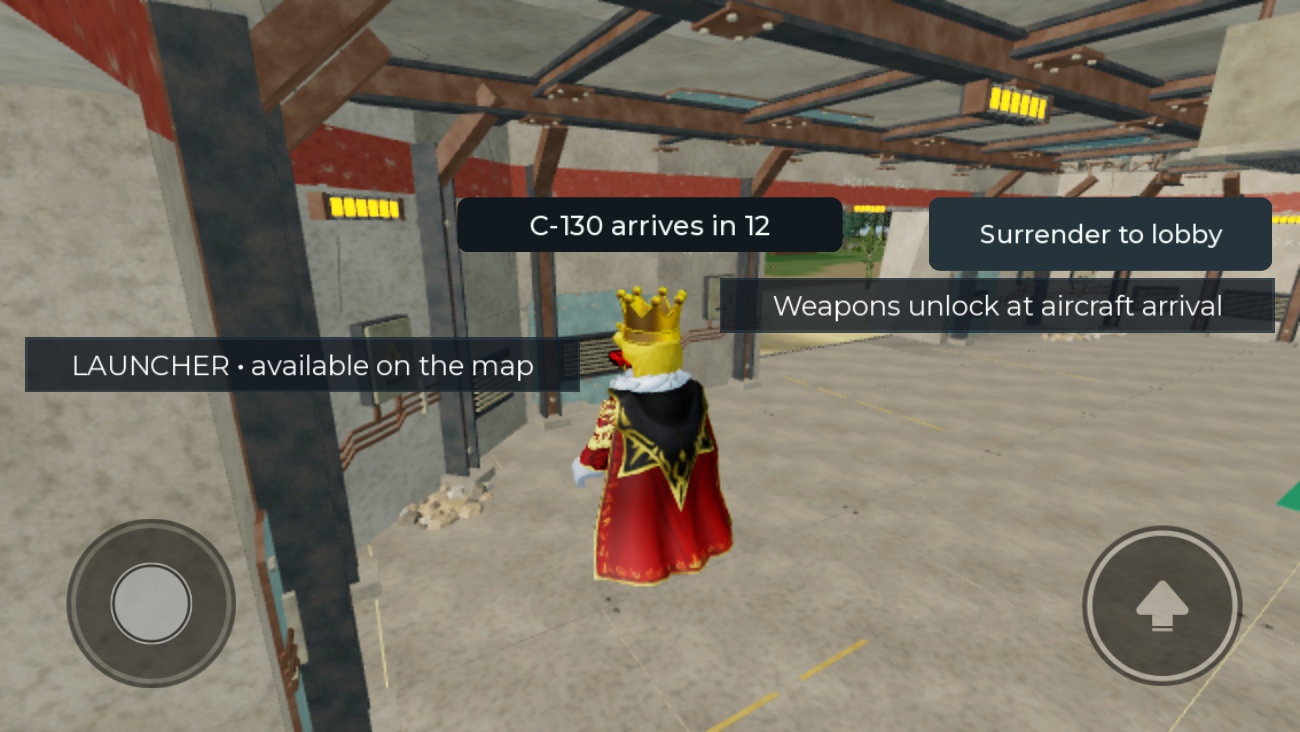 C-130 arrives in 12
Surrender to lobby
Weapons unlock at aircraft arrival
LAUNCHER • available on the map